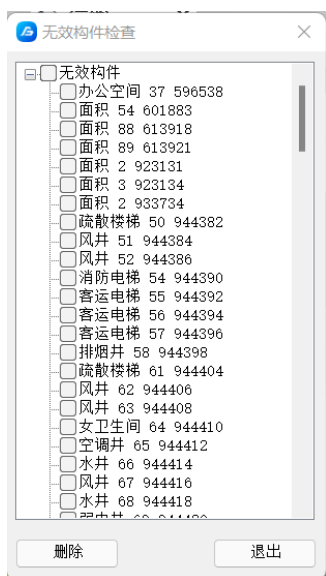 无效构件检查
无效构件
办公空间 37 596538
面积 54 601883
面积 88 613918
面积 89 613921
面积 2 923131
面积 3 923134
面积 2 933734
疏散楼梯 50 944382
风井 51 944384
风井 52 944386
消防电梯 54 944390
客运电梯 55 944392
客运电梯 56 944394
客运电梯 57 944396
排烟井 58 944398
疏散楼梯 61 944404
风井 62 944406
风井 63 944408
女卫生间 64 944410
空调井 65 944412
水井 66 944414
风井 67 944416
水井 68 944418
删除
退出